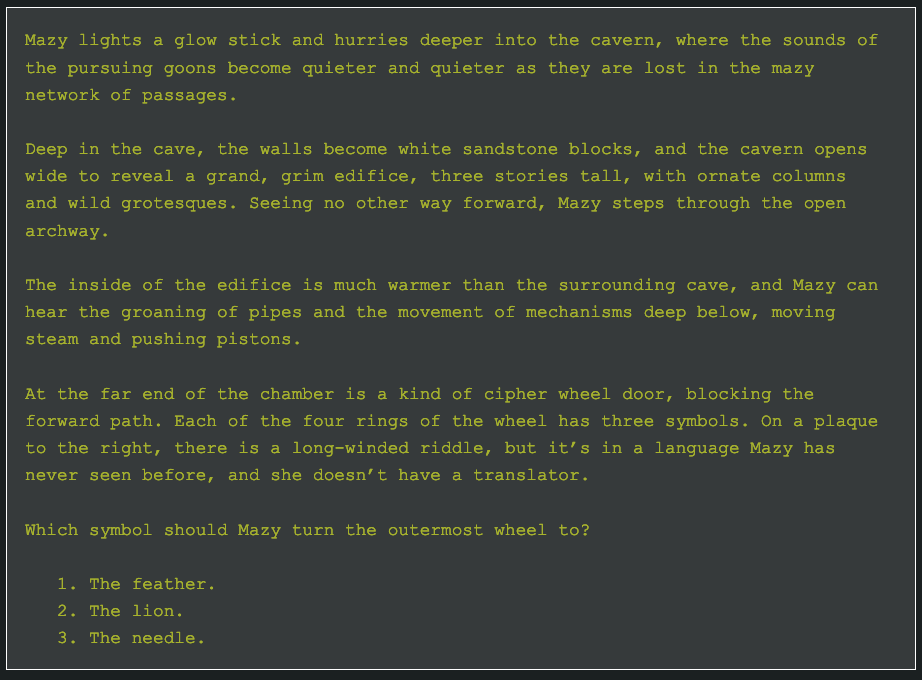 Mazy lights a glow stick and hurries deeper into the cavern, where the sounds of
the pursuing goons become quieter and quieter as they are lost in the mazy
network of passages.
Deep in the cave, the walls become white sandstone blocks, and the cavern opens
wide to reveal a grand, grim edifice, three stories tall, with ornate columns
and wild grotesques. Seeing no other way forward, Mazy steps through the open
archway.
The inside of the edifice is much warmer than the surrounding cave, and Mazy can
hear the groaning of pipes and the movement of mechanisms deep below, moving
steam and pushing pistons.
At the far end of the chamber is a kind of cipher wheel door, blocking the
forward path. Each of the four rings of the wheel has three symbols. On a plaque
to the right, there is a long-winded riddle, but it’s in a language Mazy has
never seen before, and she doesn’t have a translator.
Which symbol should Mazy turn the outermost wheel to?
1. The feather.
2. The lion.
3. The needle.